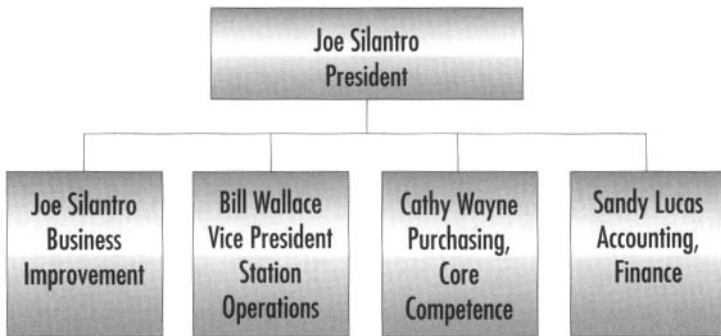 Joe Silantro
President
Joe Silantro
Business
Improvement
Bill Wallace
Vice President
Station
Operations
Cathy Wayne
Purchasing,
Core
Competence
Sandy Lucas
Accounting,
Finance